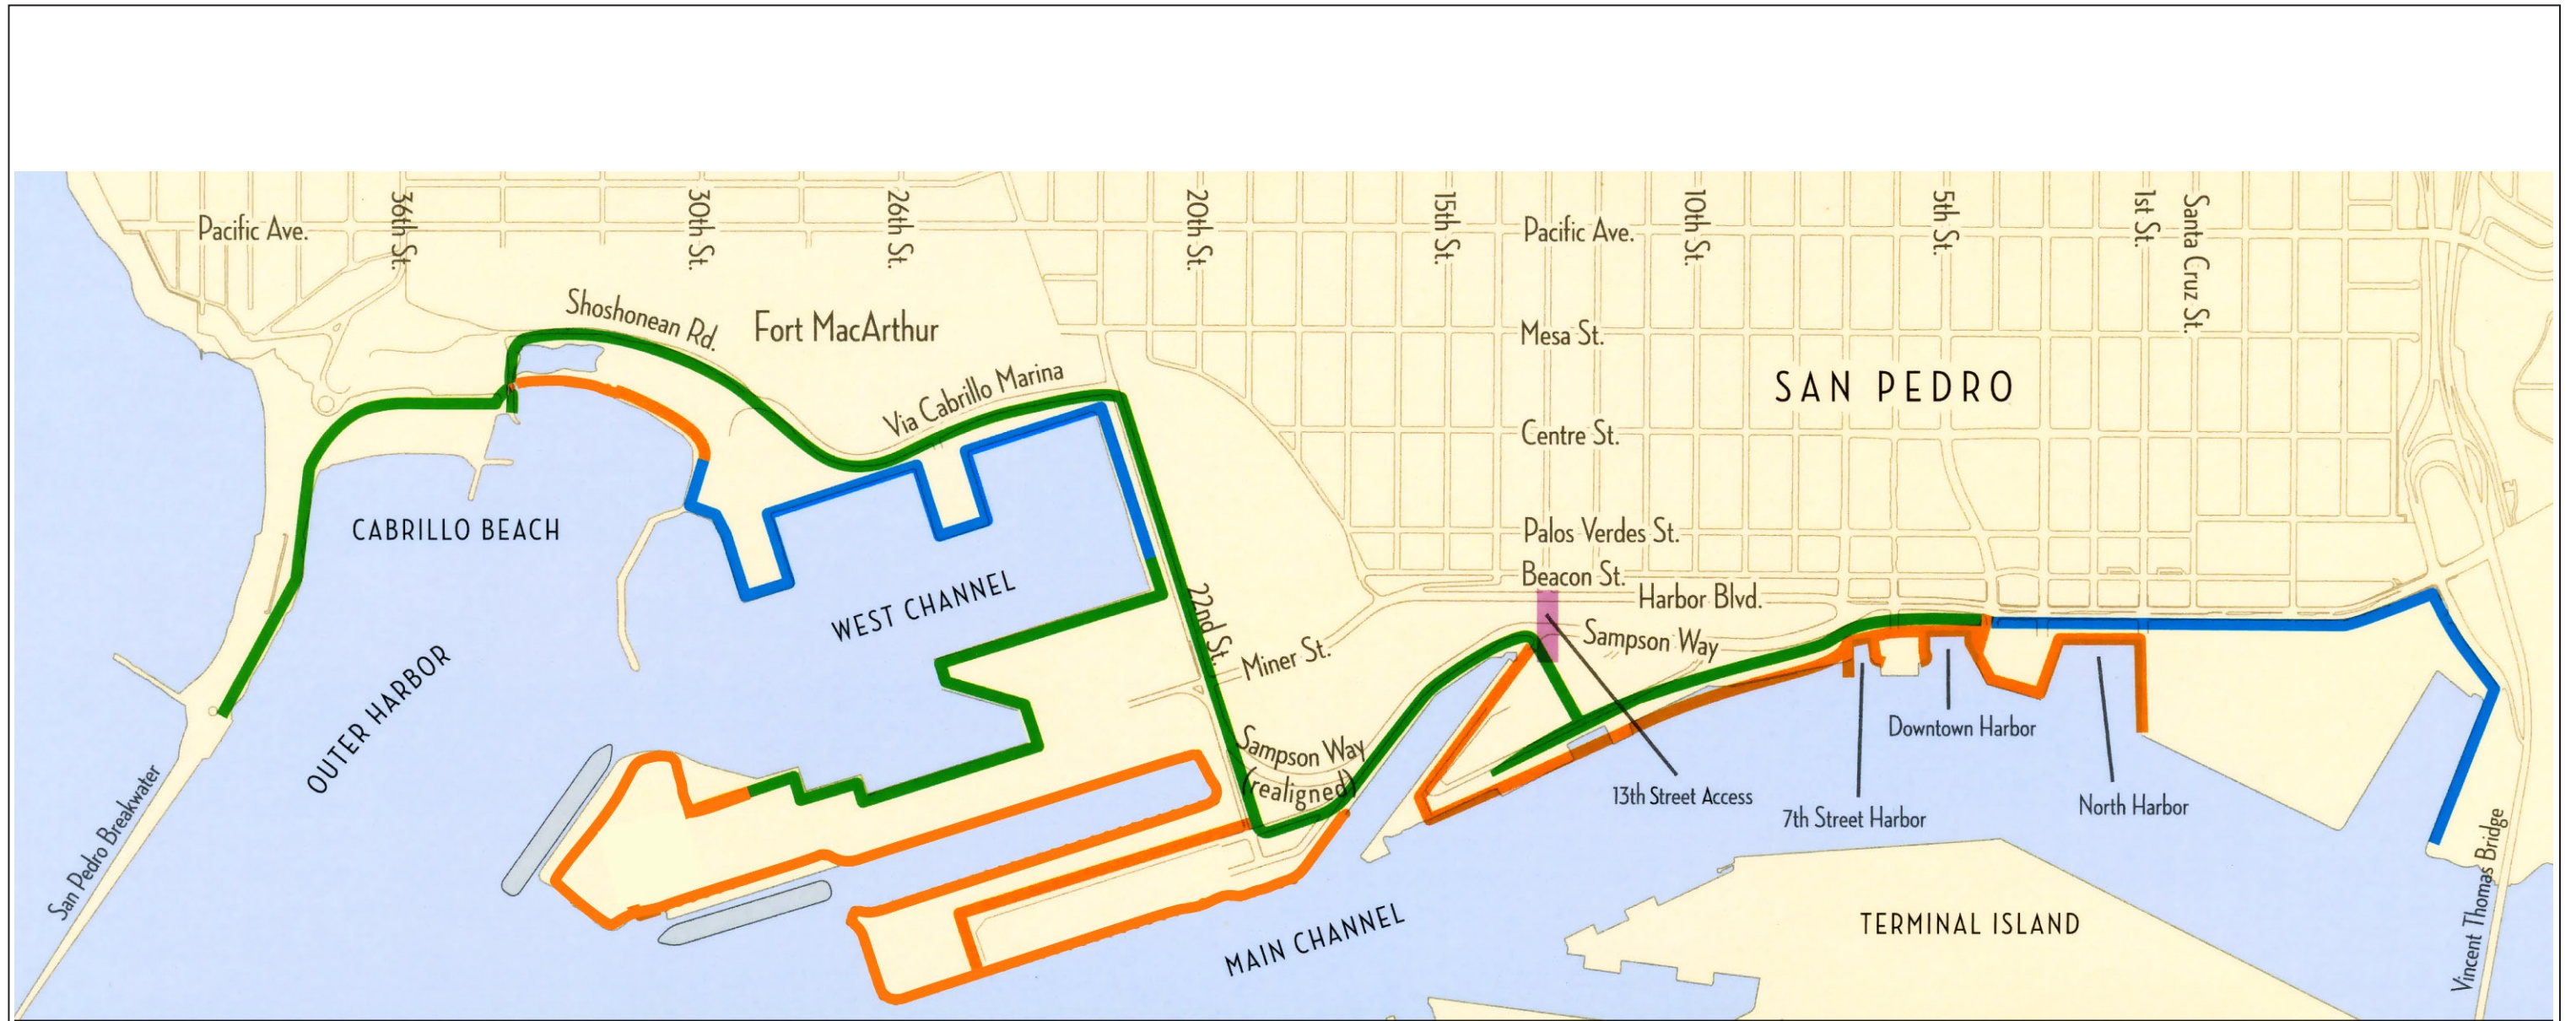 36th St.
30th St.
26th St.
20th St.
15th St.
10th St.
5th St.
1st St.
Santa Cruz St.
Pacific Ave.
Pacific Ave.
Shoshonean Rd.
Fort MacArthur
Mesa St.
SAN PEDRO
Via Cabrillo Marina
Centre St.
CABRILLO BEACH
Palos Verdes St.
Beacon St.
Harbor Blvd.
WEST CHANNEL
22nd St.
Miner St.
Sampson Way
OUTER HARBOR
Sampson Way
(realigned)
Downtown Harbor
13th Street Access
7th Street Harbor
North Harbor
San Pedro Breakwater
MAIN CHANNEL
TERMINAL ISLAND
Vincent Thomas Bridge